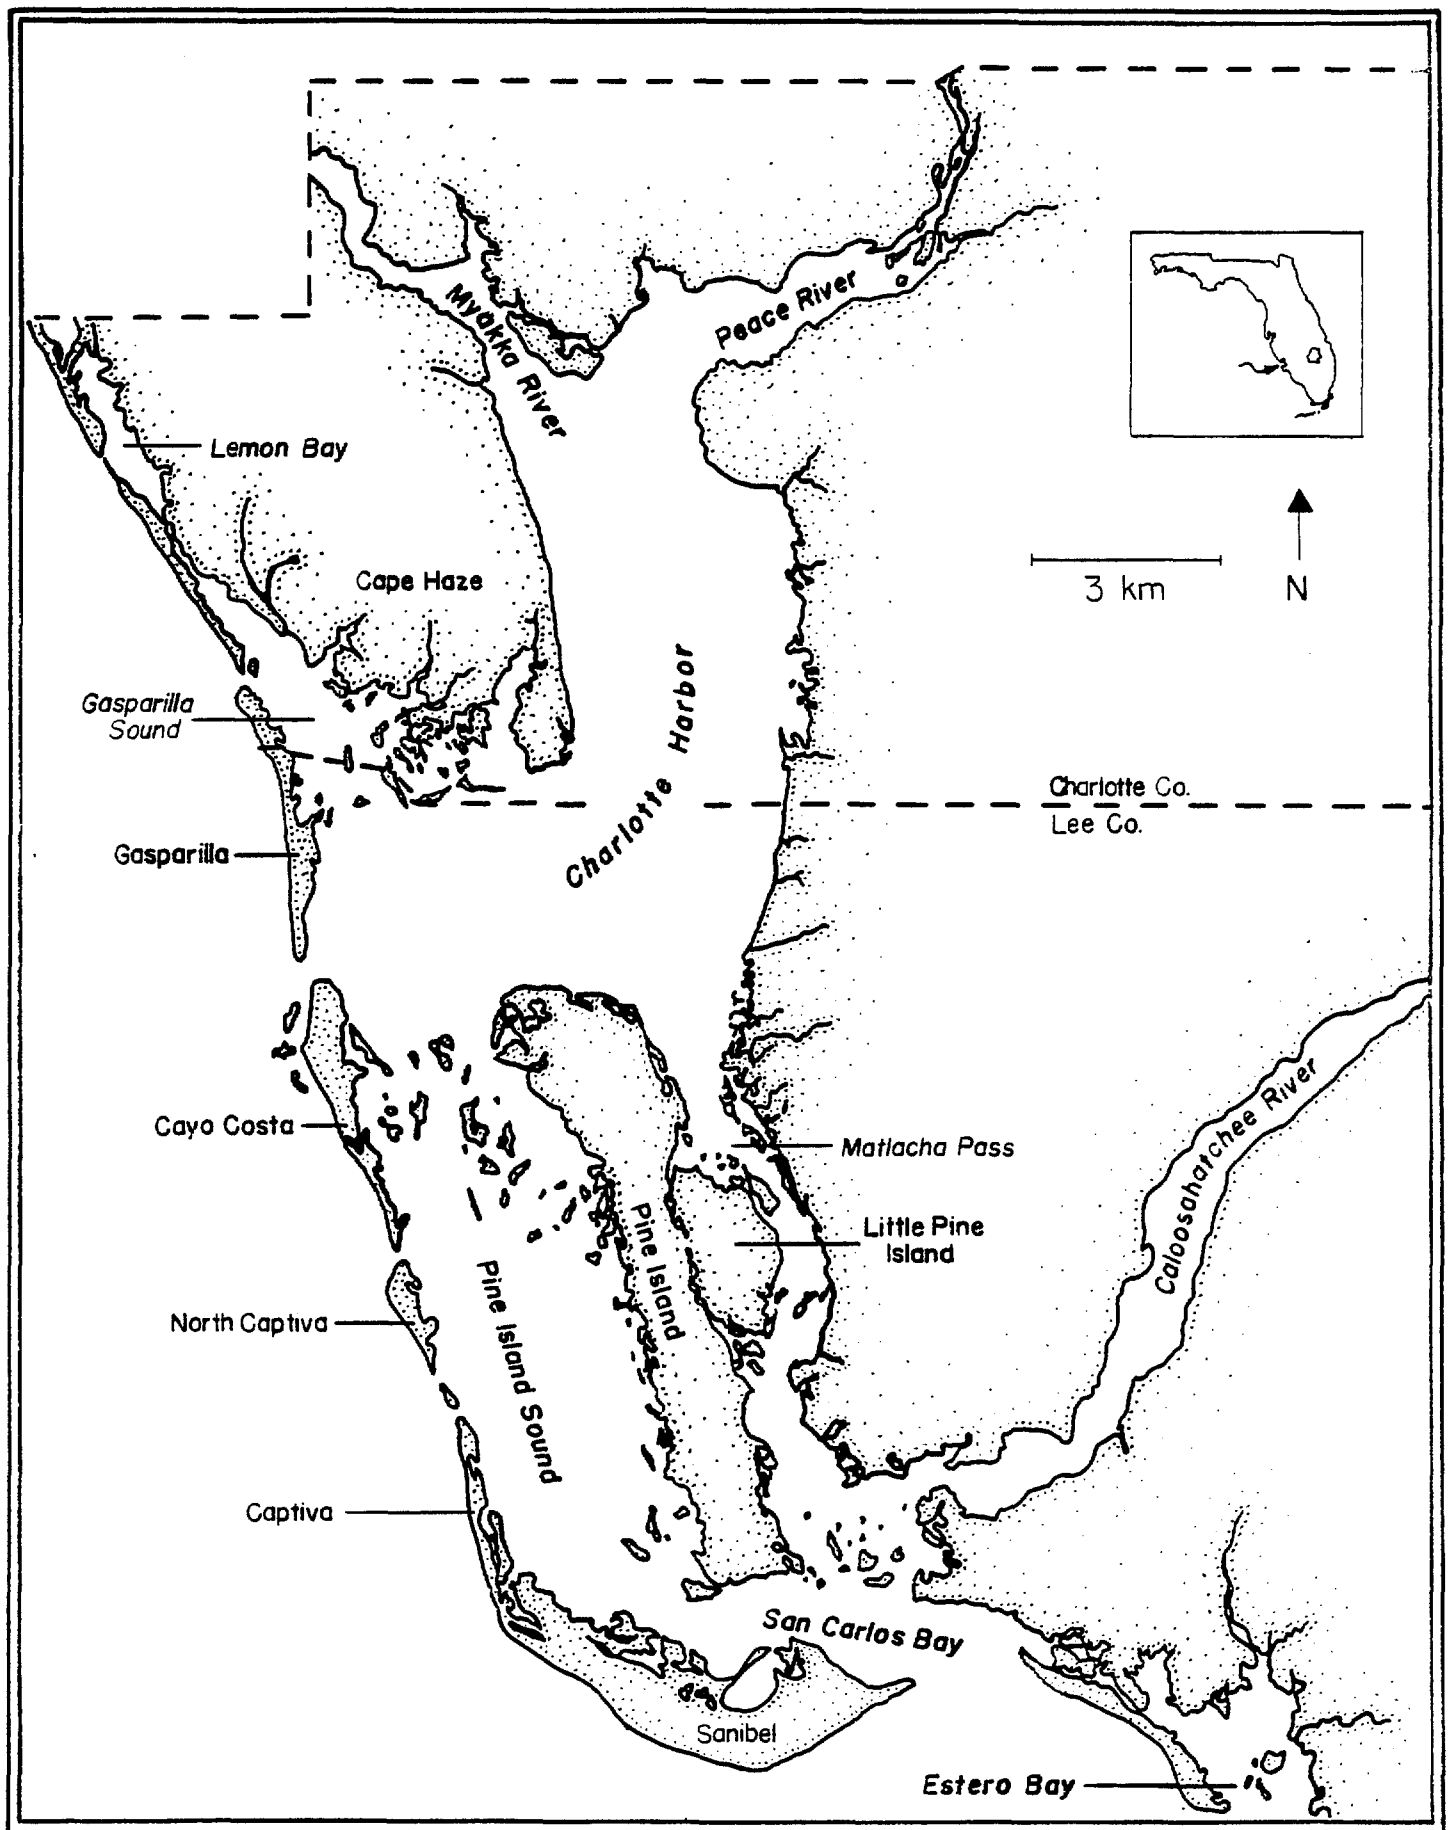 Peace River
Myakka River
Lemon Bay
3 km
N
Cape Haze
Gasparilla
Sound
Charlotte Harbor
Charlotte Co.
Lee Co.
Gasparilla
Cayo Costa
Matlacha Pass
Caloosahatchee River
Little Pine
Island
Pine Island
Pine Island Sound
North Captiva
Captiva
San Carlos Bay
Sanibel
Estero Bay